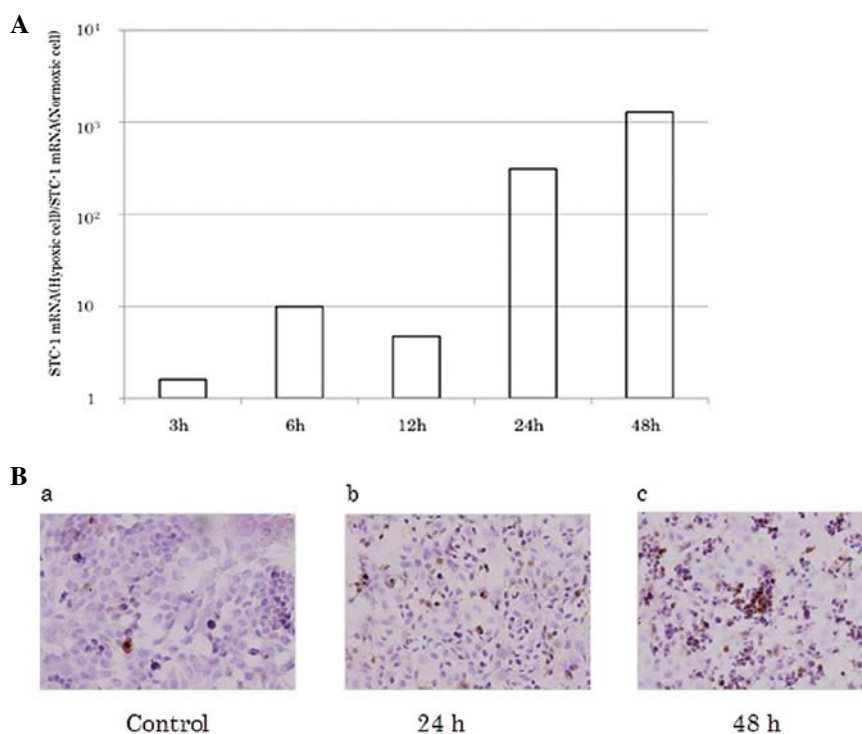 A
STC-1 mRNA(Hypoxic cell)/STC-1 mRNA(Normoxic cell)
10⁴
10³
10²
10
1
3h 6h 12h 24h 48h
B
a b c
Control 24 h 48 h